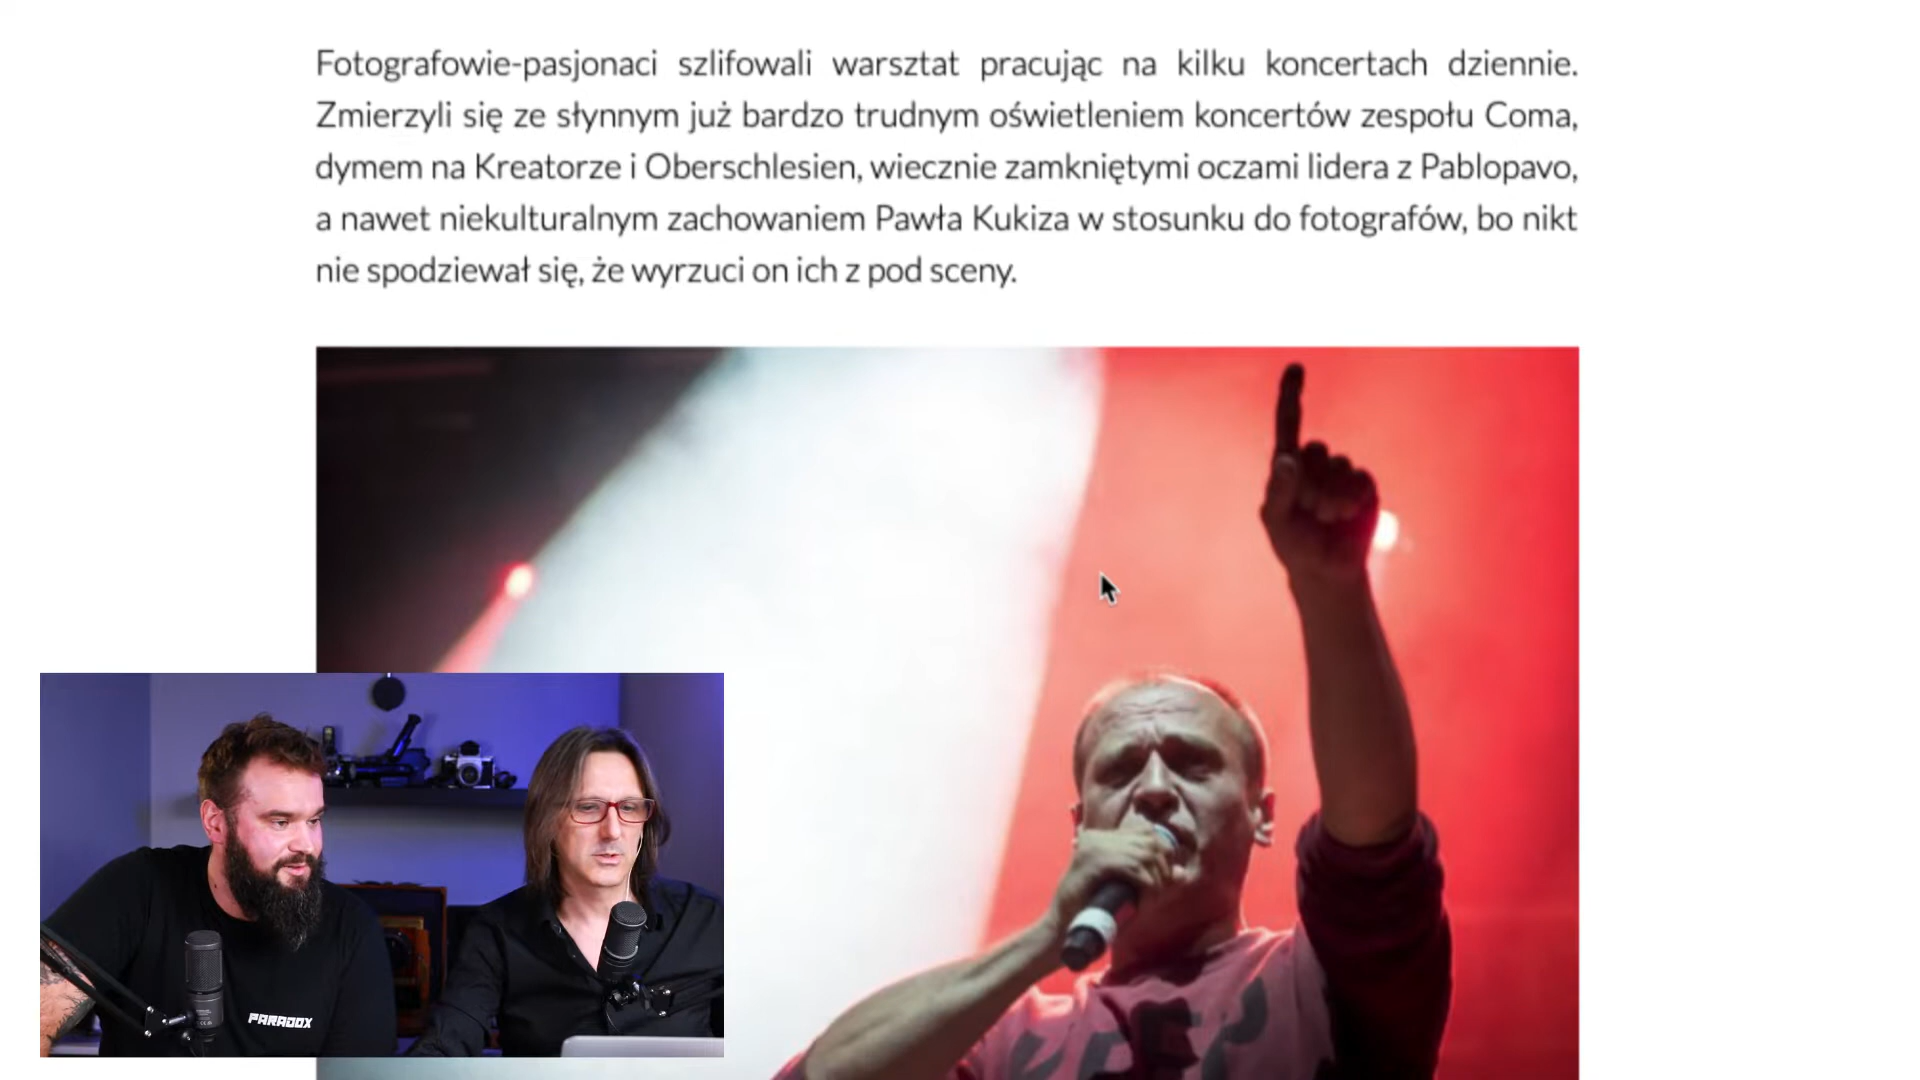 Fotografowie-pasjonaci szlifowali warsztat pracując na kilku koncertach dziennie.
Zmierzyli się ze słynnym już bardzo trudnym oświetleniem koncertów zespołu Coma,
dymem na Kreatorze i Oberschlesien, wiecznie zamkniętymi oczami lidera z Pablopavo,
a nawet niekulturalnym zachowaniem Pawła Kukiza w stosunku do fotografów, bo nikt
nie spodziewał się, że wyrzuci on ich z pod sceny.
PARADOX